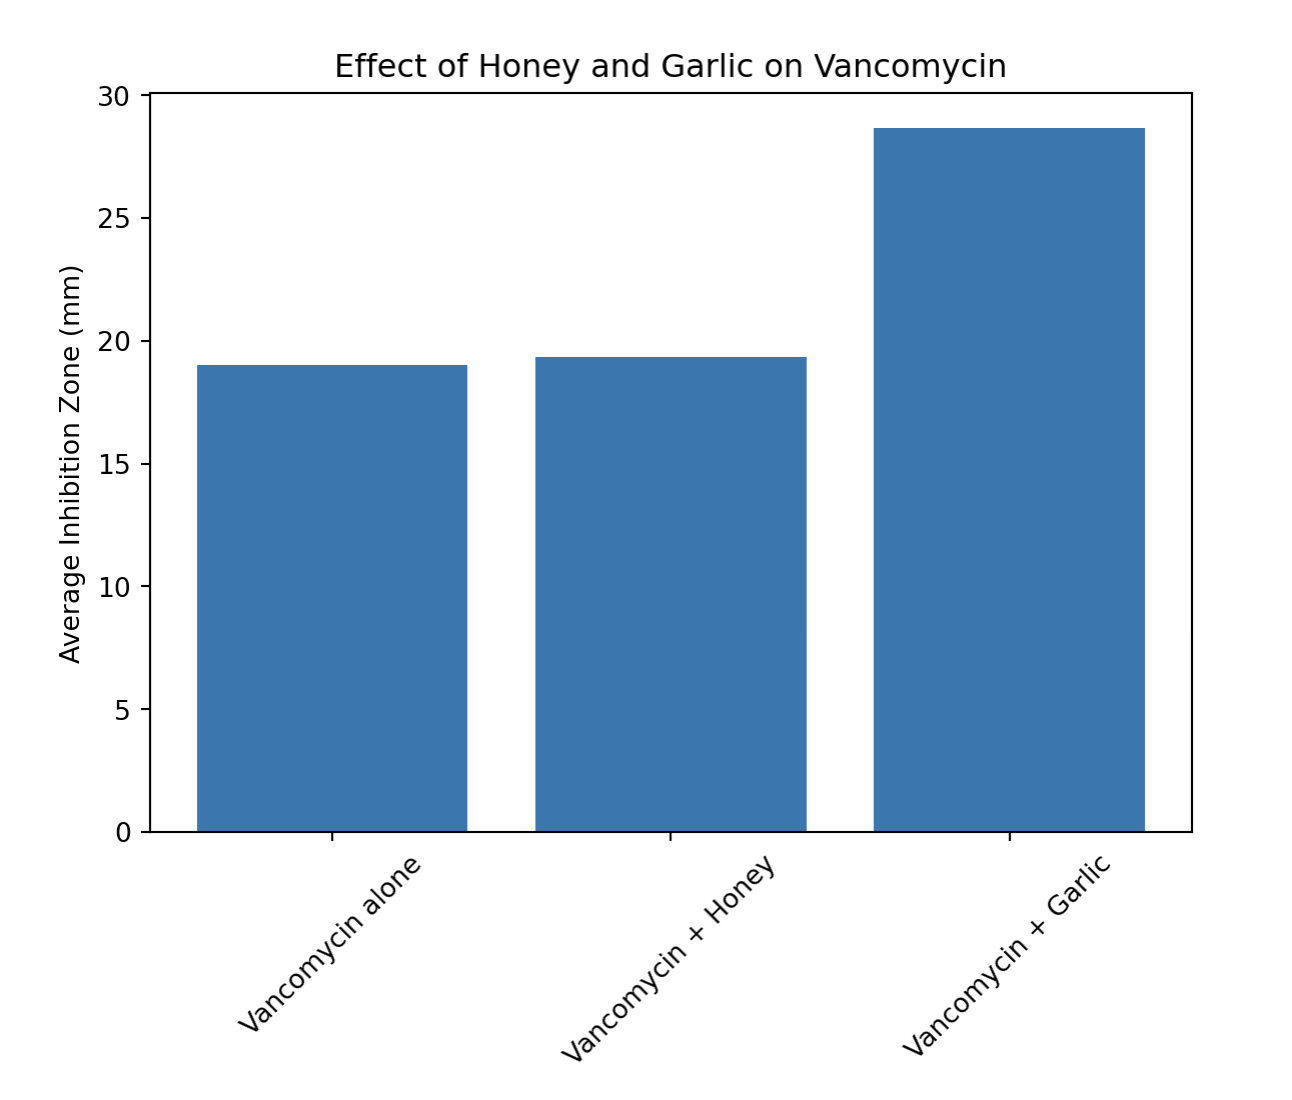 Effect of Honey and Garlic on Vancomycin
Average Inhibition Zone (mm)
30
25
20
15
10
5
0
Vancomycin alone
Vancomycin + Honey
Vancomycin + Garlic